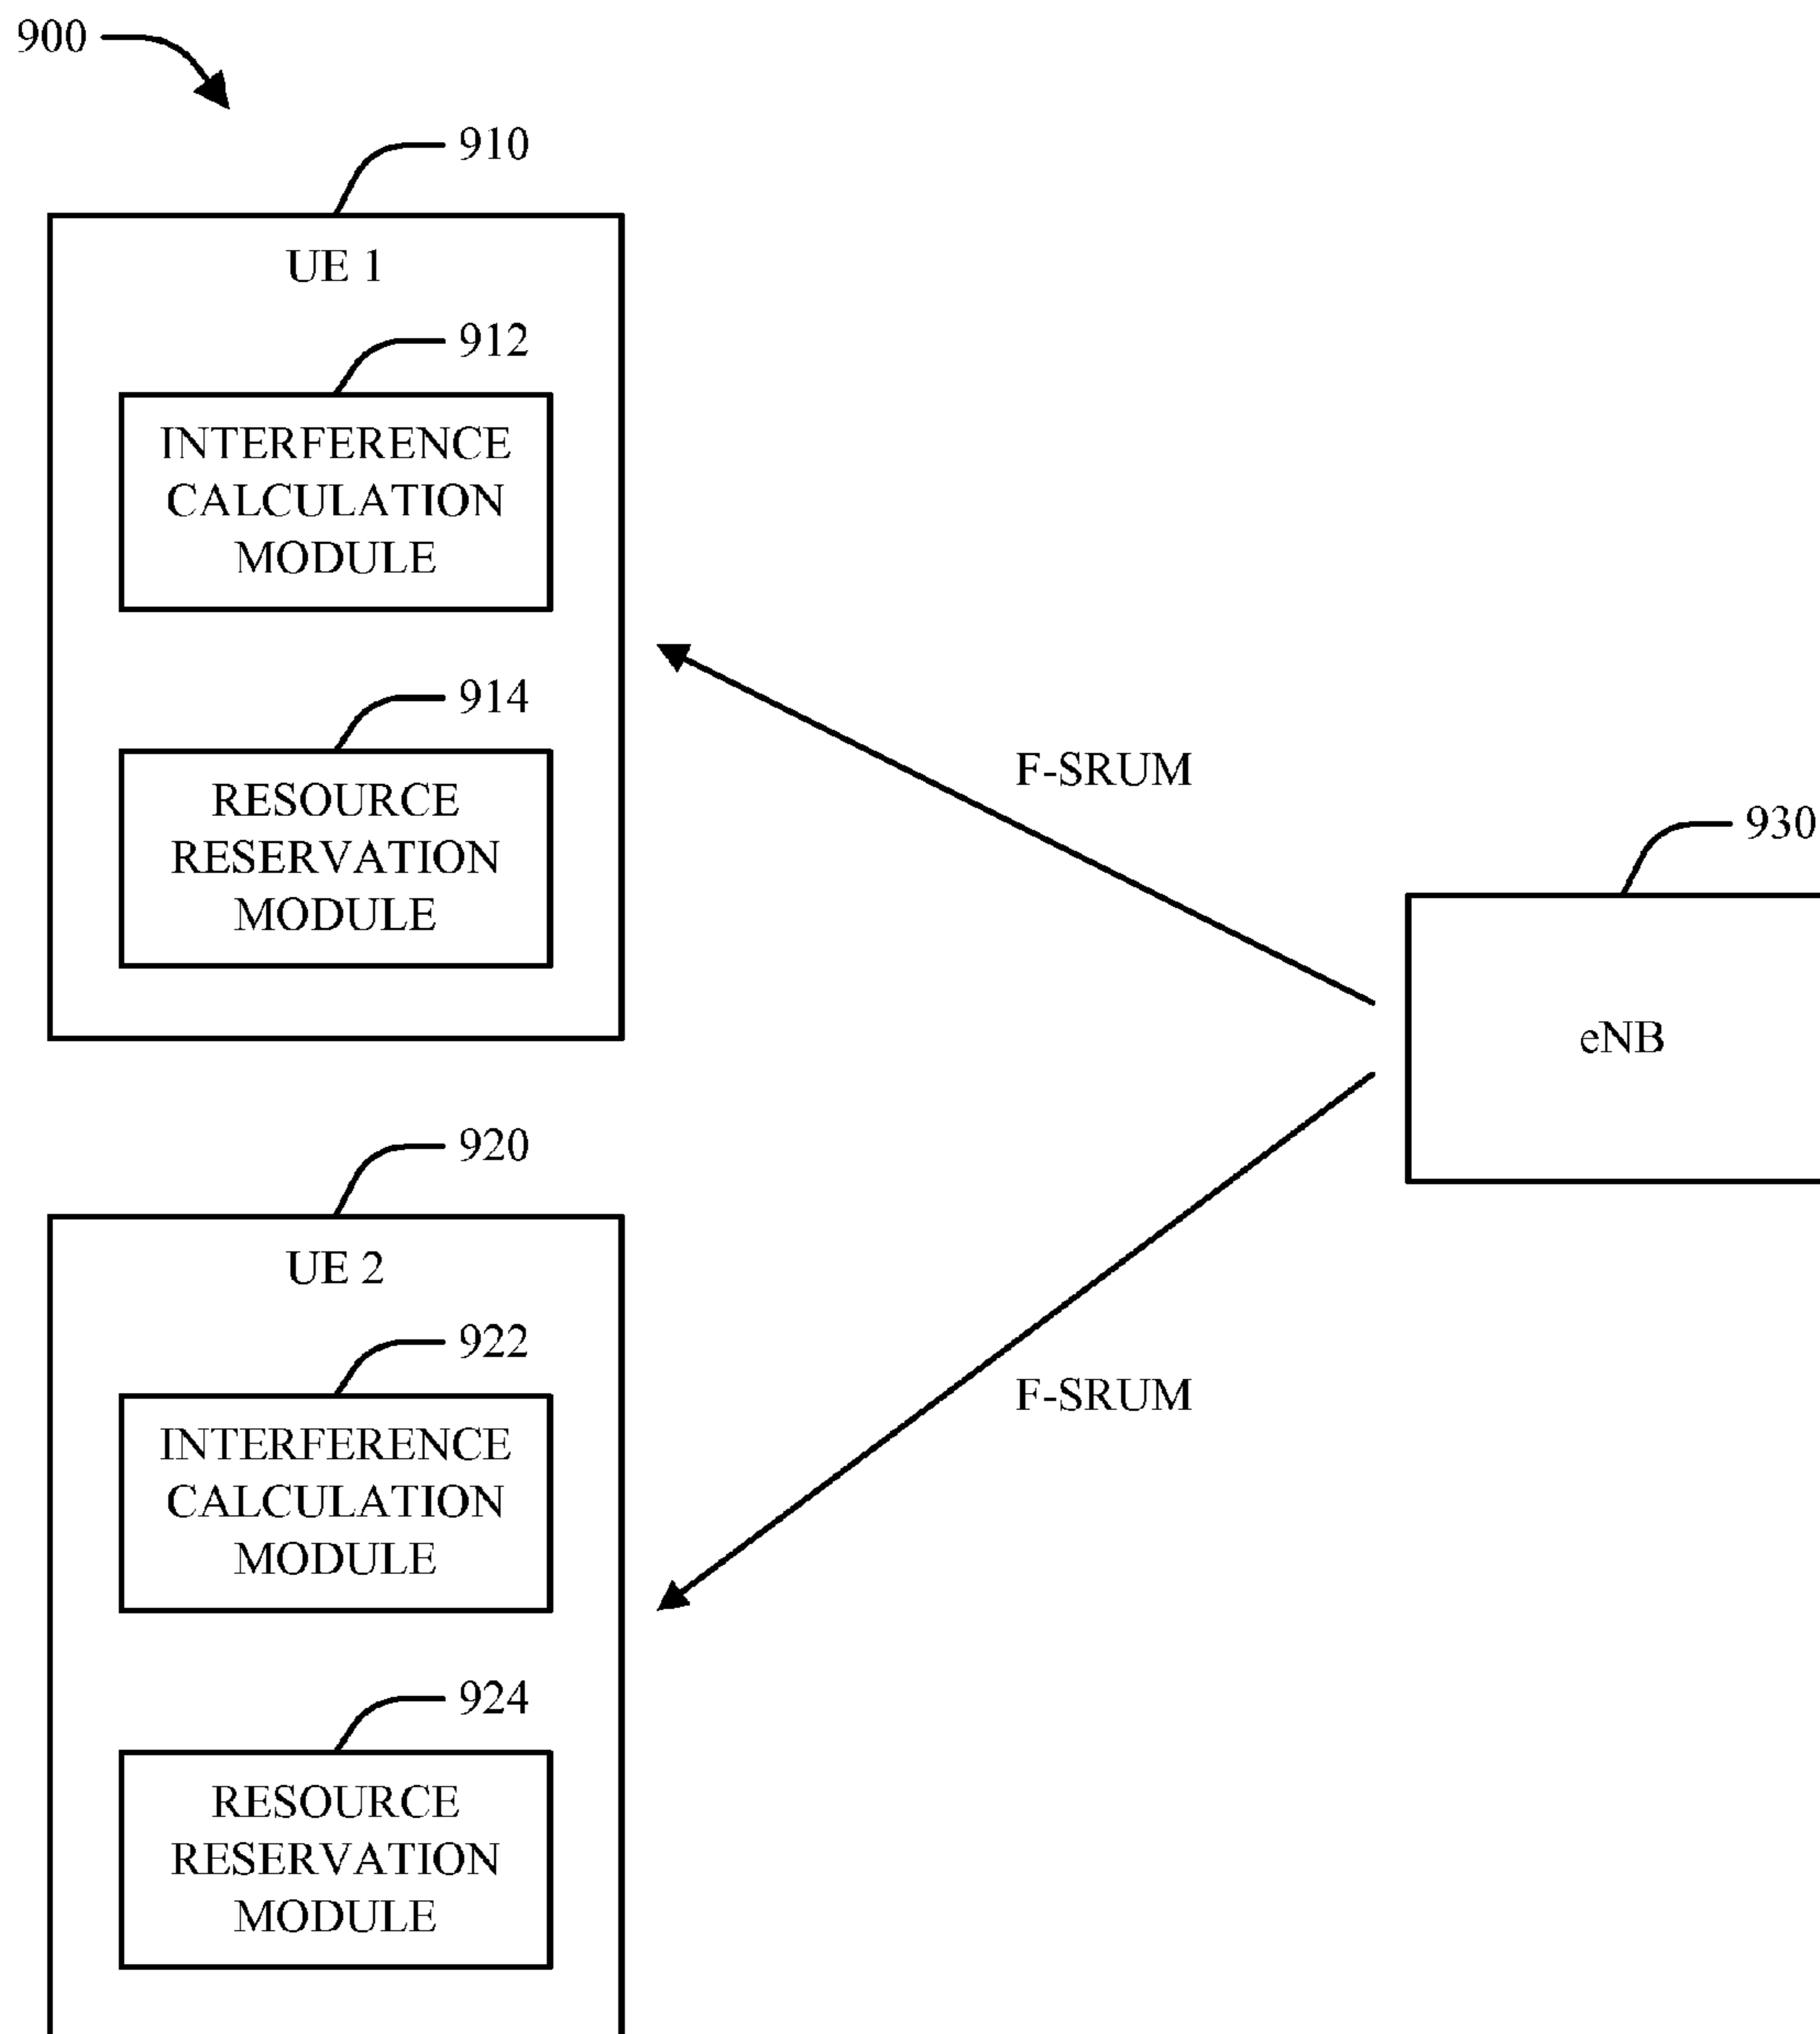 900
910
UE 1
912
INTERFERENCE
CALCULATION
MODULE
914
RESOURCE
RESERVATION
MODULE
F-SRUM
930
eNB
920
UE 2
922
INTERFERENCE
CALCULATION
MODULE
F-SRUM
924
RESOURCE
RESERVATION
MODULE